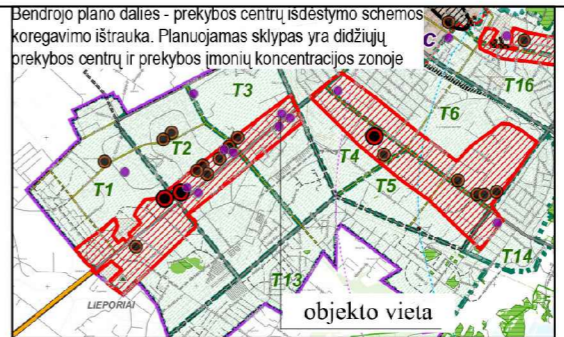 Bendrojo plano dalies - prekybos centrų išdėstymo schemos
koregavimo ištrauka. Planuojamas sklypas yra didžiųjų
prekybos centrų ir prekybos įmonių koncentracijos zonoje
C
T16
T3
T6
T2
T4
T1
T5
T14
T13
LIEPORIAI
objekto vieta